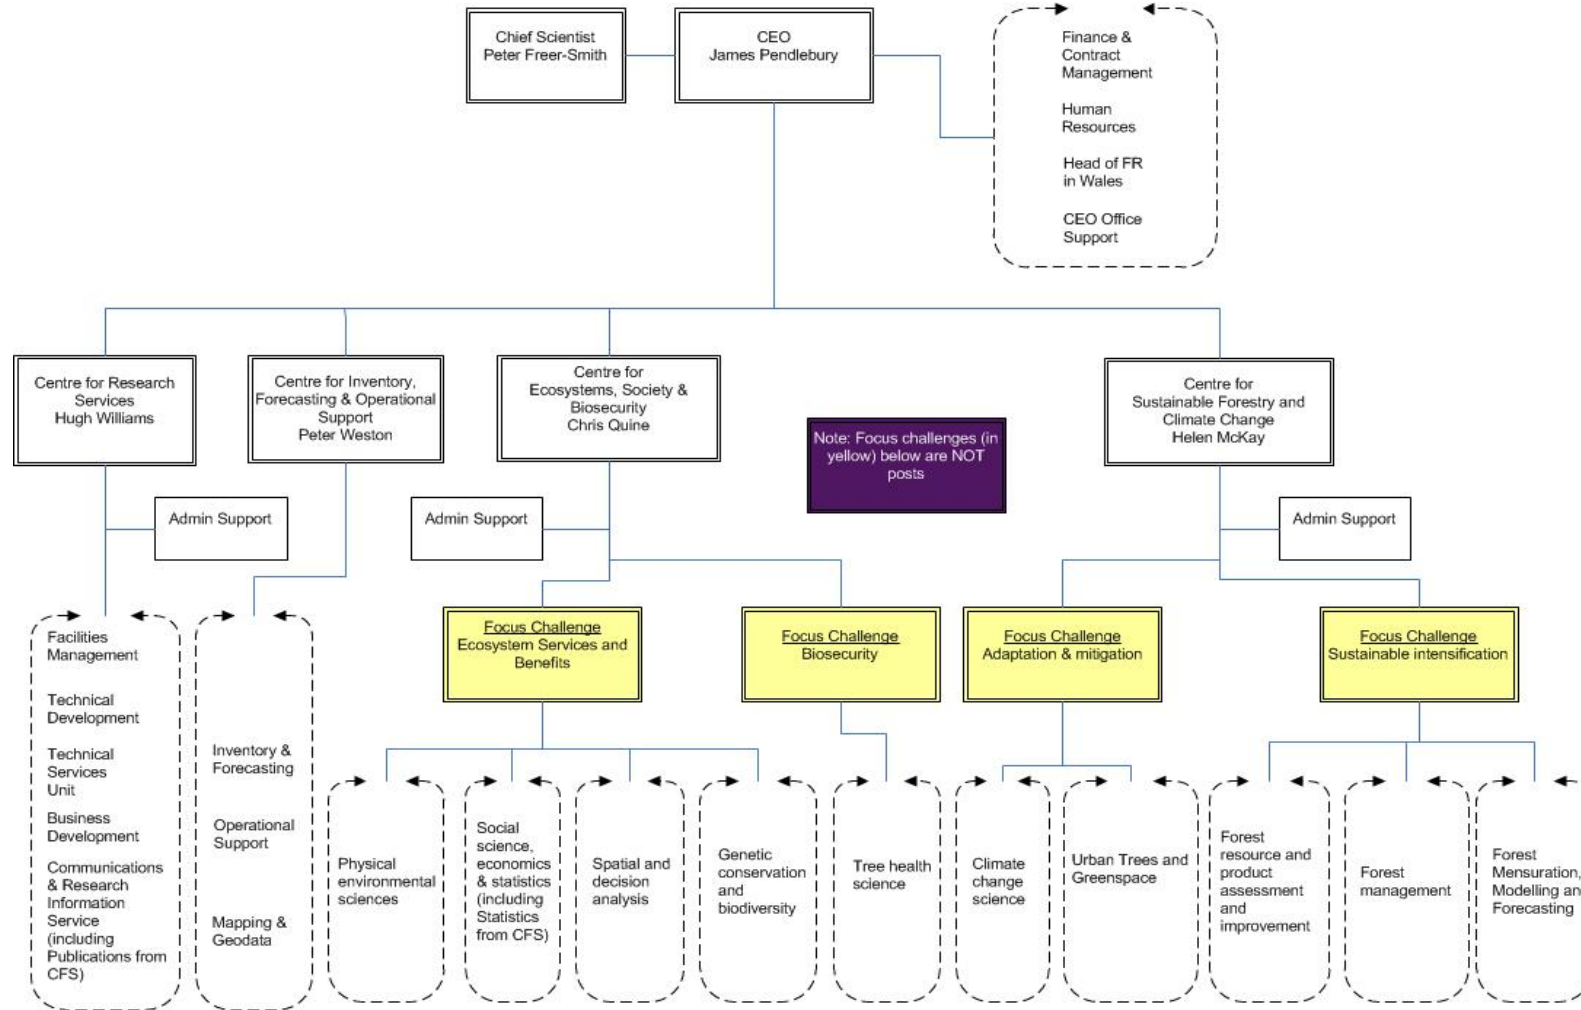 Chief Scientist
Peter Freer-Smith
CEO
James Pendlebury
Finance &
Contract
Management
Human
Resources
Head of FR
in Wales
CEO Office
Support
Centre for Research
Services
Hugh Williams
Centre for Inventory,
Forecasting & Operational
Support
Peter Weston
Centre for
Ecosystems, Society &
Biosecurity
Chris Quine
Note: Focus challenges (in
yellow) below are NOT
posts
Centre for
Sustainable Forestry and
Climate Change
Helen McKay
Admin Support
Admin Support
Admin Support
Focus Challenge
Ecosystem Services and
Benefits
Focus Challenge
Biosecurity
Focus Challenge
Adaptation & mitigation
Focus Challenge
Sustainable intensification
Facilities
Management
Technical
Development
Technical
Services
Unit
Business
Development
Communications
& Research
Information
Service
(including
Publications from
CFS)
Inventory &
Forecasting
Operational
Support
Mapping &
Geodata
Physical
environmental
sciences
Social
science,
economics
& statistics
(including
Statistics
from CFS)
Spatial and
decision
analysis
Genetic
conservation
and
biodiversity
Tree health
science
Climate
change
science
Urban Trees and
Greenspace
Forest
resource and
product
assessment
and
improvement
Forest
management
Forest
Mensuration,
Modelling an
Forecasting